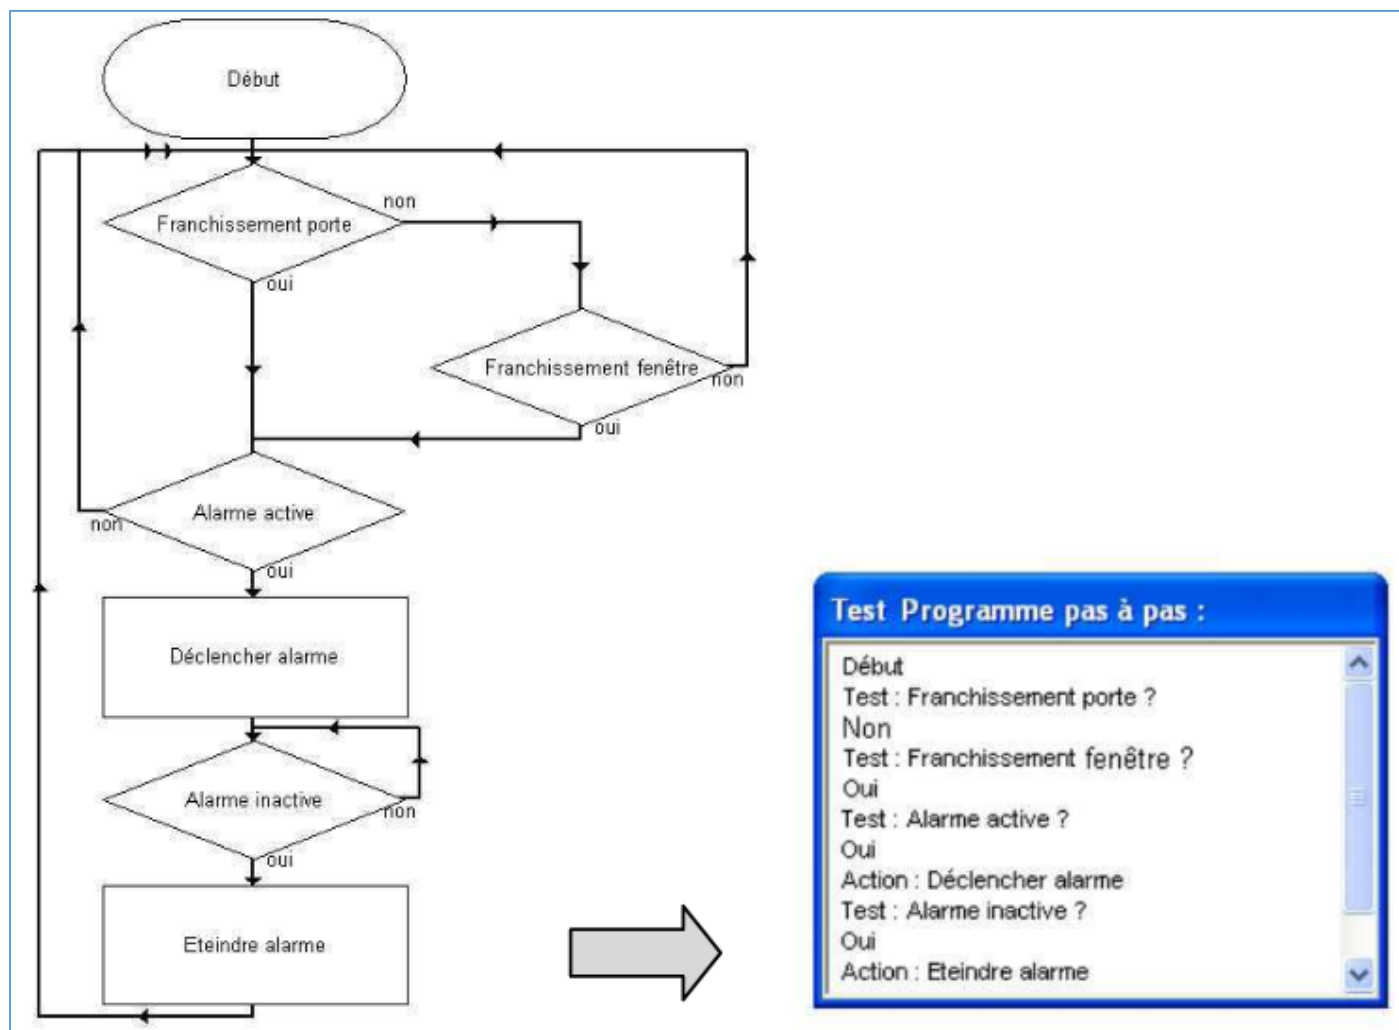 Début
non
Franchissement porte
oui
Franchissement fenêtre
non
oui
Alarme active
non
oui
Déclencher alarme
Alarme inactive
non
oui
Eteindre alarme
Test Programme pas à pas :
Début
Test : Franchissement porte ?
Non
Test : Franchissement fenêtre ?
Oui
Test : Alarme active ?
Oui
Action : Déclencher alarme
Test : Alarme inactive ?
Oui
Action : Eteindre alarme